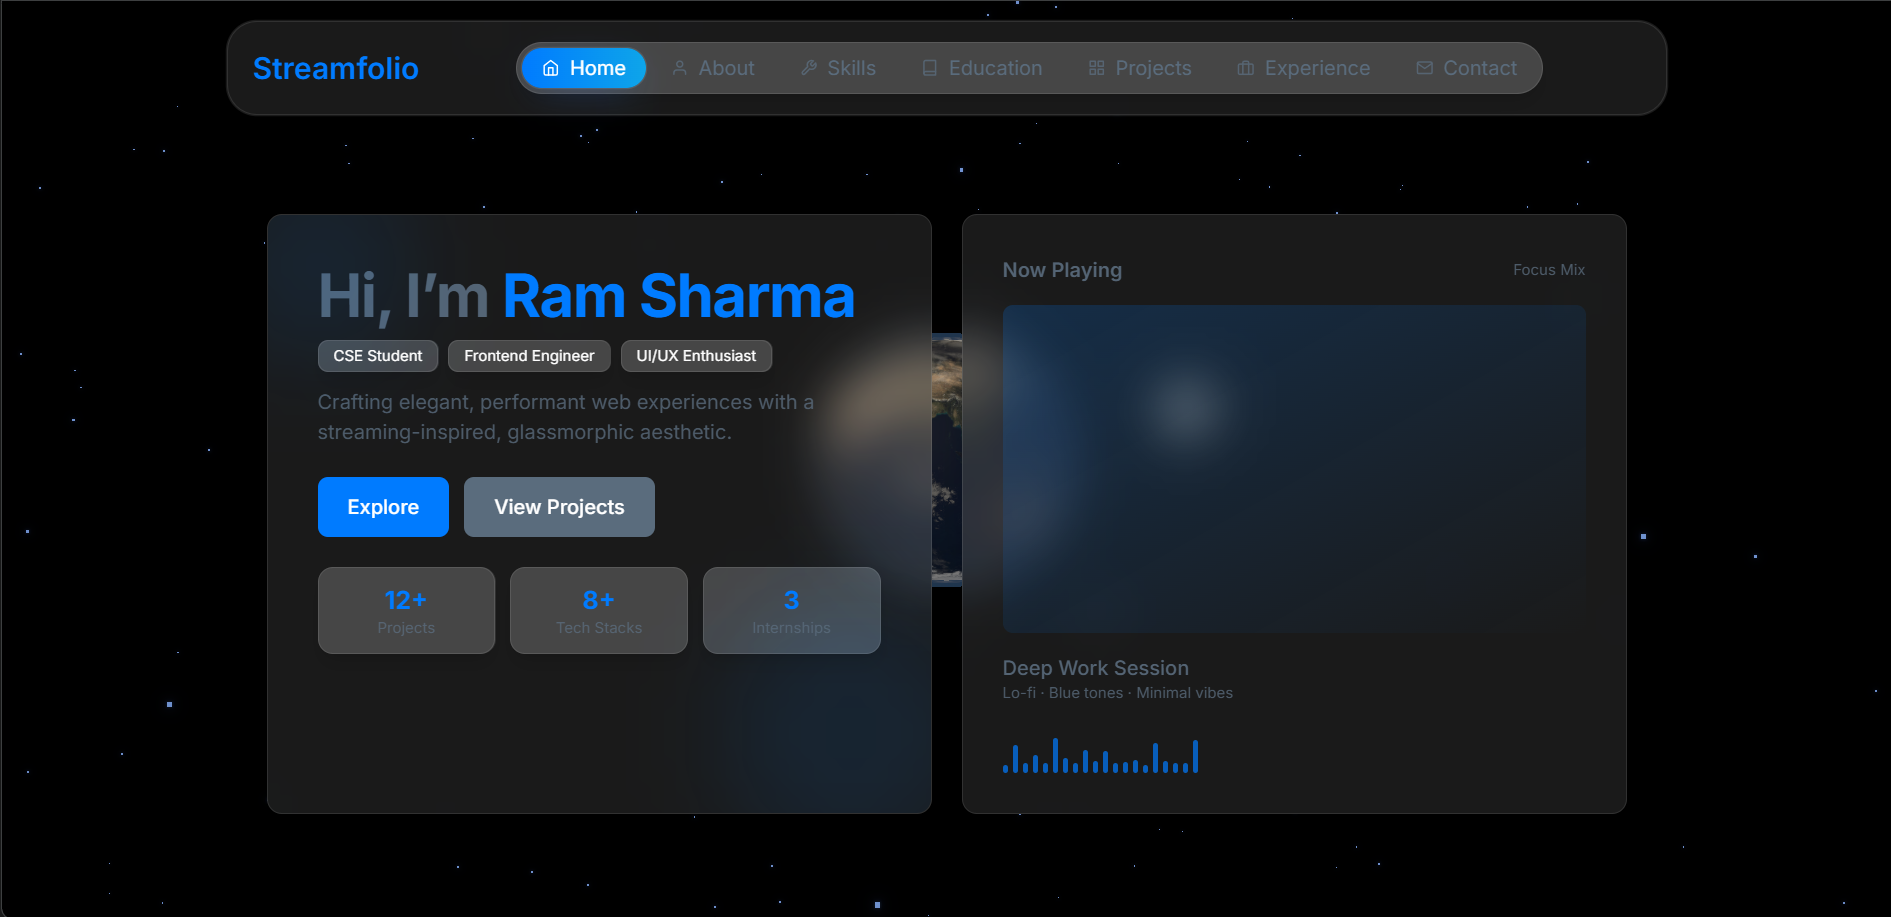 Streamfolio
Home
About
Skills
Education
Projects
Experience
Contact
Hi, I’m Ram Sharma
CSE Student
Frontend Engineer
UI/UX Enthusiast
Crafting elegant, performant web experiences with a
streaming-inspired, glassmorphic aesthetic.
Explore
View Projects
12+
Projects
8+
Tech Stacks
3
Internships
Now Playing
Focus Mix
Deep Work Session
Lo-fi · Blue tones · Minimal vibes